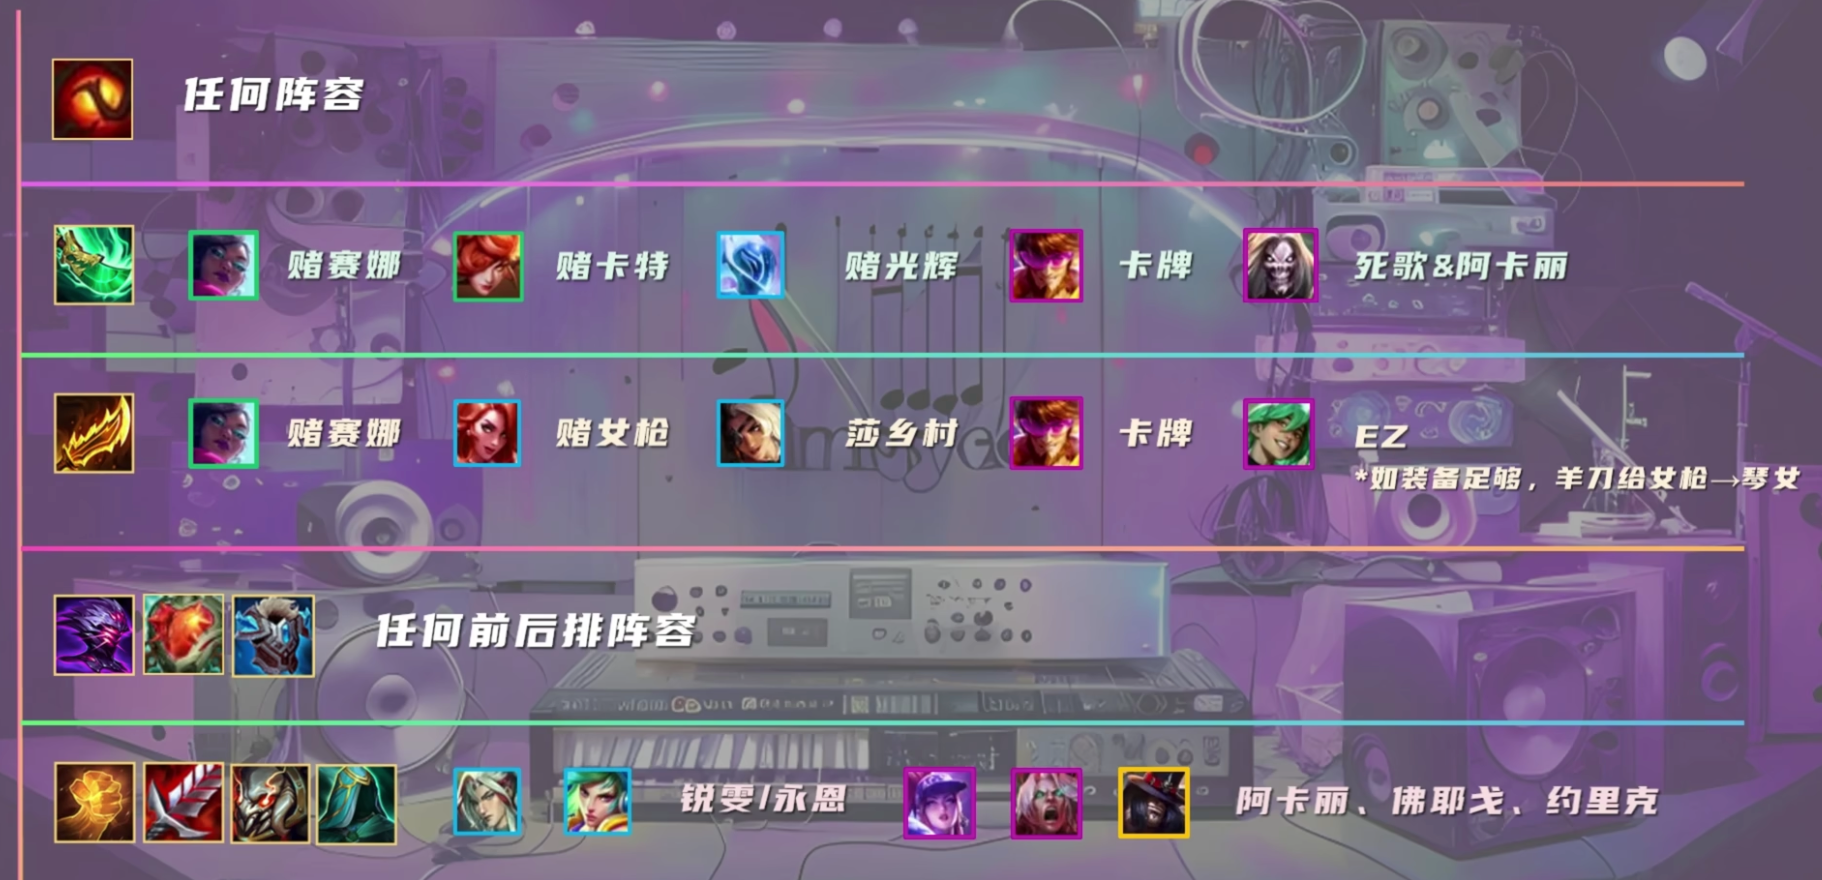 任何阵容
赌赛娜 赌卡特 赌光辉 卡牌 死歌&阿卡丽
赌赛娜 赌女枪 莎乡村 卡牌 EZ
*如装备足够，羊刀给女枪→琴女
任何前后排阵容
锐雯/永恩 阿卡丽、佛耶戈、约里克